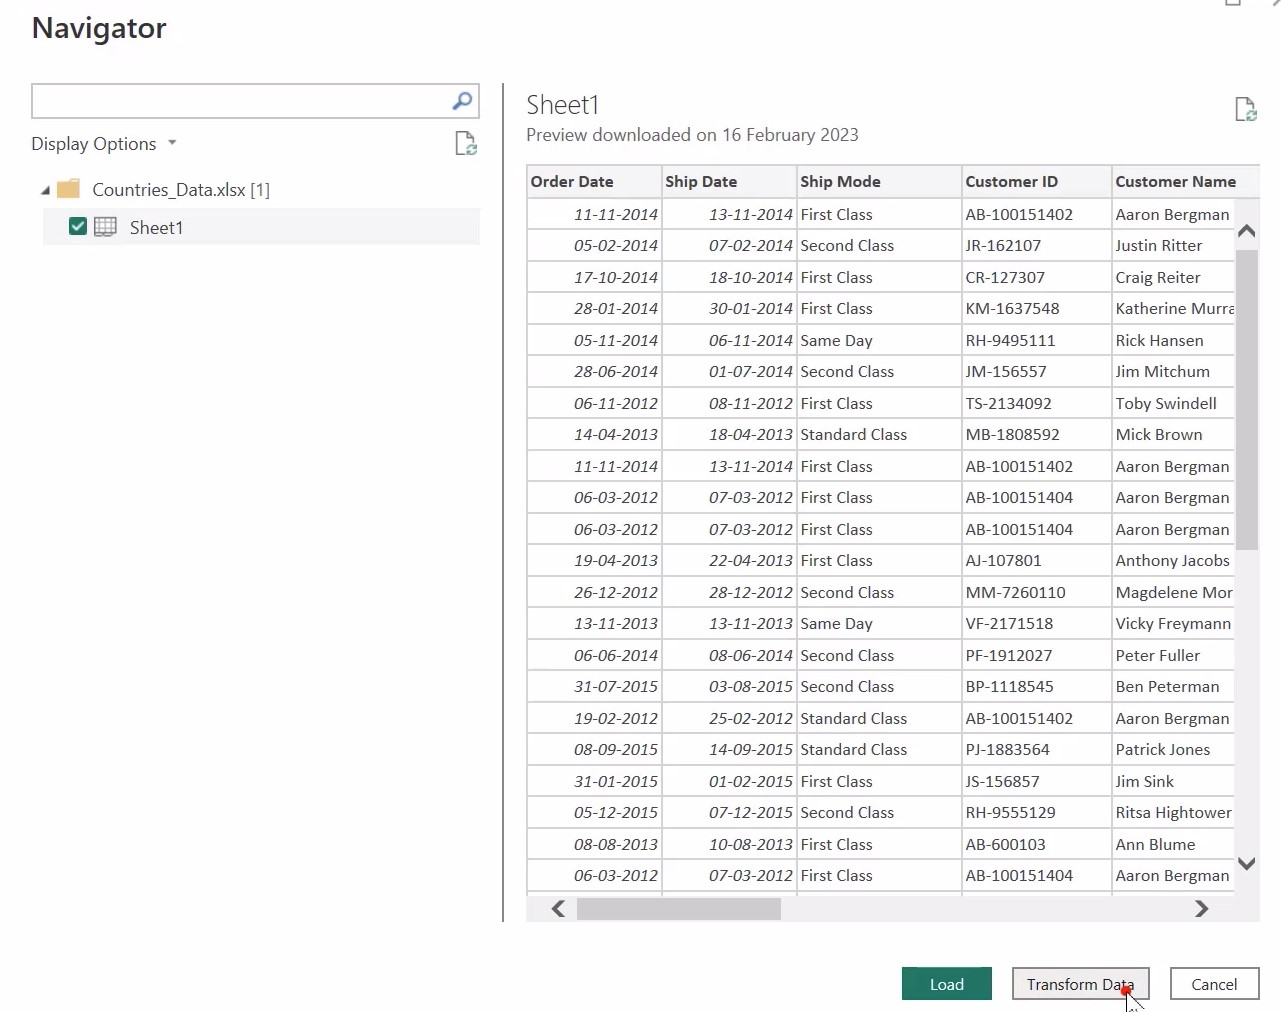 Navigator
Display Options
Countries_Data.xlsx [1]
Sheet1
Sheet1
Preview downloaded on 16 February 2023
Order Date Ship Date Ship Mode Customer ID Customer Name
11-11-2014 13-11-2014 First Class AB-100151402 Aaron Bergman
05-02-2014 07-02-2014 Second Class JR-162107 Justin Ritter
17-10-2014 18-10-2014 First Class CR-127307 Craig Reiter
28-01-2014 30-01-2014 First Class KM-1637548 Katherine Murra
05-11-2014 06-11-2014 Same Day RH-9495111 Rick Hansen
28-06-2014 01-07-2014 Second Class JM-156557 Jim Mitchum
06-11-2012 08-11-2012 First Class TS-2134092 Toby Swindell
14-04-2013 18-04-2013 Standard Class MB-1808592 Mick Brown
11-11-2014 13-11-2014 First Class AB-100151402 Aaron Bergman
06-03-2012 07-03-2012 First Class AB-100151404 Aaron Bergman
06-03-2012 07-03-2012 First Class AB-100151404 Aaron Bergman
19-04-2013 22-04-2013 First Class AJ-107801 Anthony Jacobs
26-12-2012 28-12-2012 Second Class MM-7260110 Magdelene Mor
13-11-2013 13-11-2013 Same Day VF-2171518 Vicky Freymann
06-06-2014 08-06-2014 Second Class PF-1912027 Peter Fuller
31-07-2015 03-08-2015 Second Class BP-1118545 Ben Peterman
19-02-2012 25-02-2012 Standard Class AB-100151402 Aaron Bergman
08-09-2015 14-09-2015 Standard Class PJ-1883564 Patrick Jones
31-01-2015 01-02-2015 First Class JS-156857 Jim Sink
05-12-2015 07-12-2015 Second Class RH-9555129 Ritsa Hightower
08-08-2013 10-08-2013 First Class AB-600103 Ann Blume
06-03-2012 07-03-2012 First Class AB-100151404 Aaron Bergman
Load Transform Data Cancel